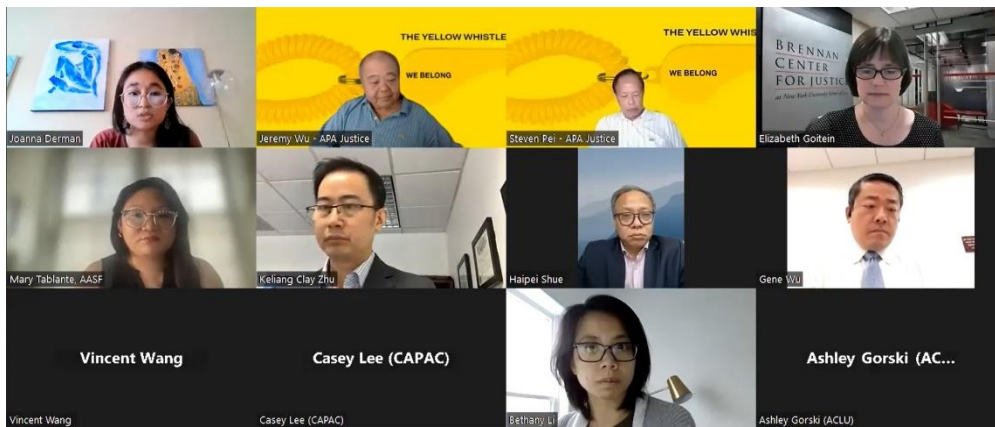 Joanna Derman
THE YELLOW WHISTLE
WE BELONG
Jeremy Wu - APA Justice
THE YELLOW WHIS
WE BELONG
Steven Pei - APA Justice
BRENNAN
CENTER
FOR JUSTICE
at New York University School of
Elizabeth Goitein
Mary Tablante, AASF
Keliang Clay Zhu
Haipei Shue
Gene Wu
Vincent Wang
Vincent Wang
Casey Lee (CAPAC)
Casey Lee (CAPAC)
Bethany Li
Ashley Gorski (AC...
Ashley Gorski (ACLU)